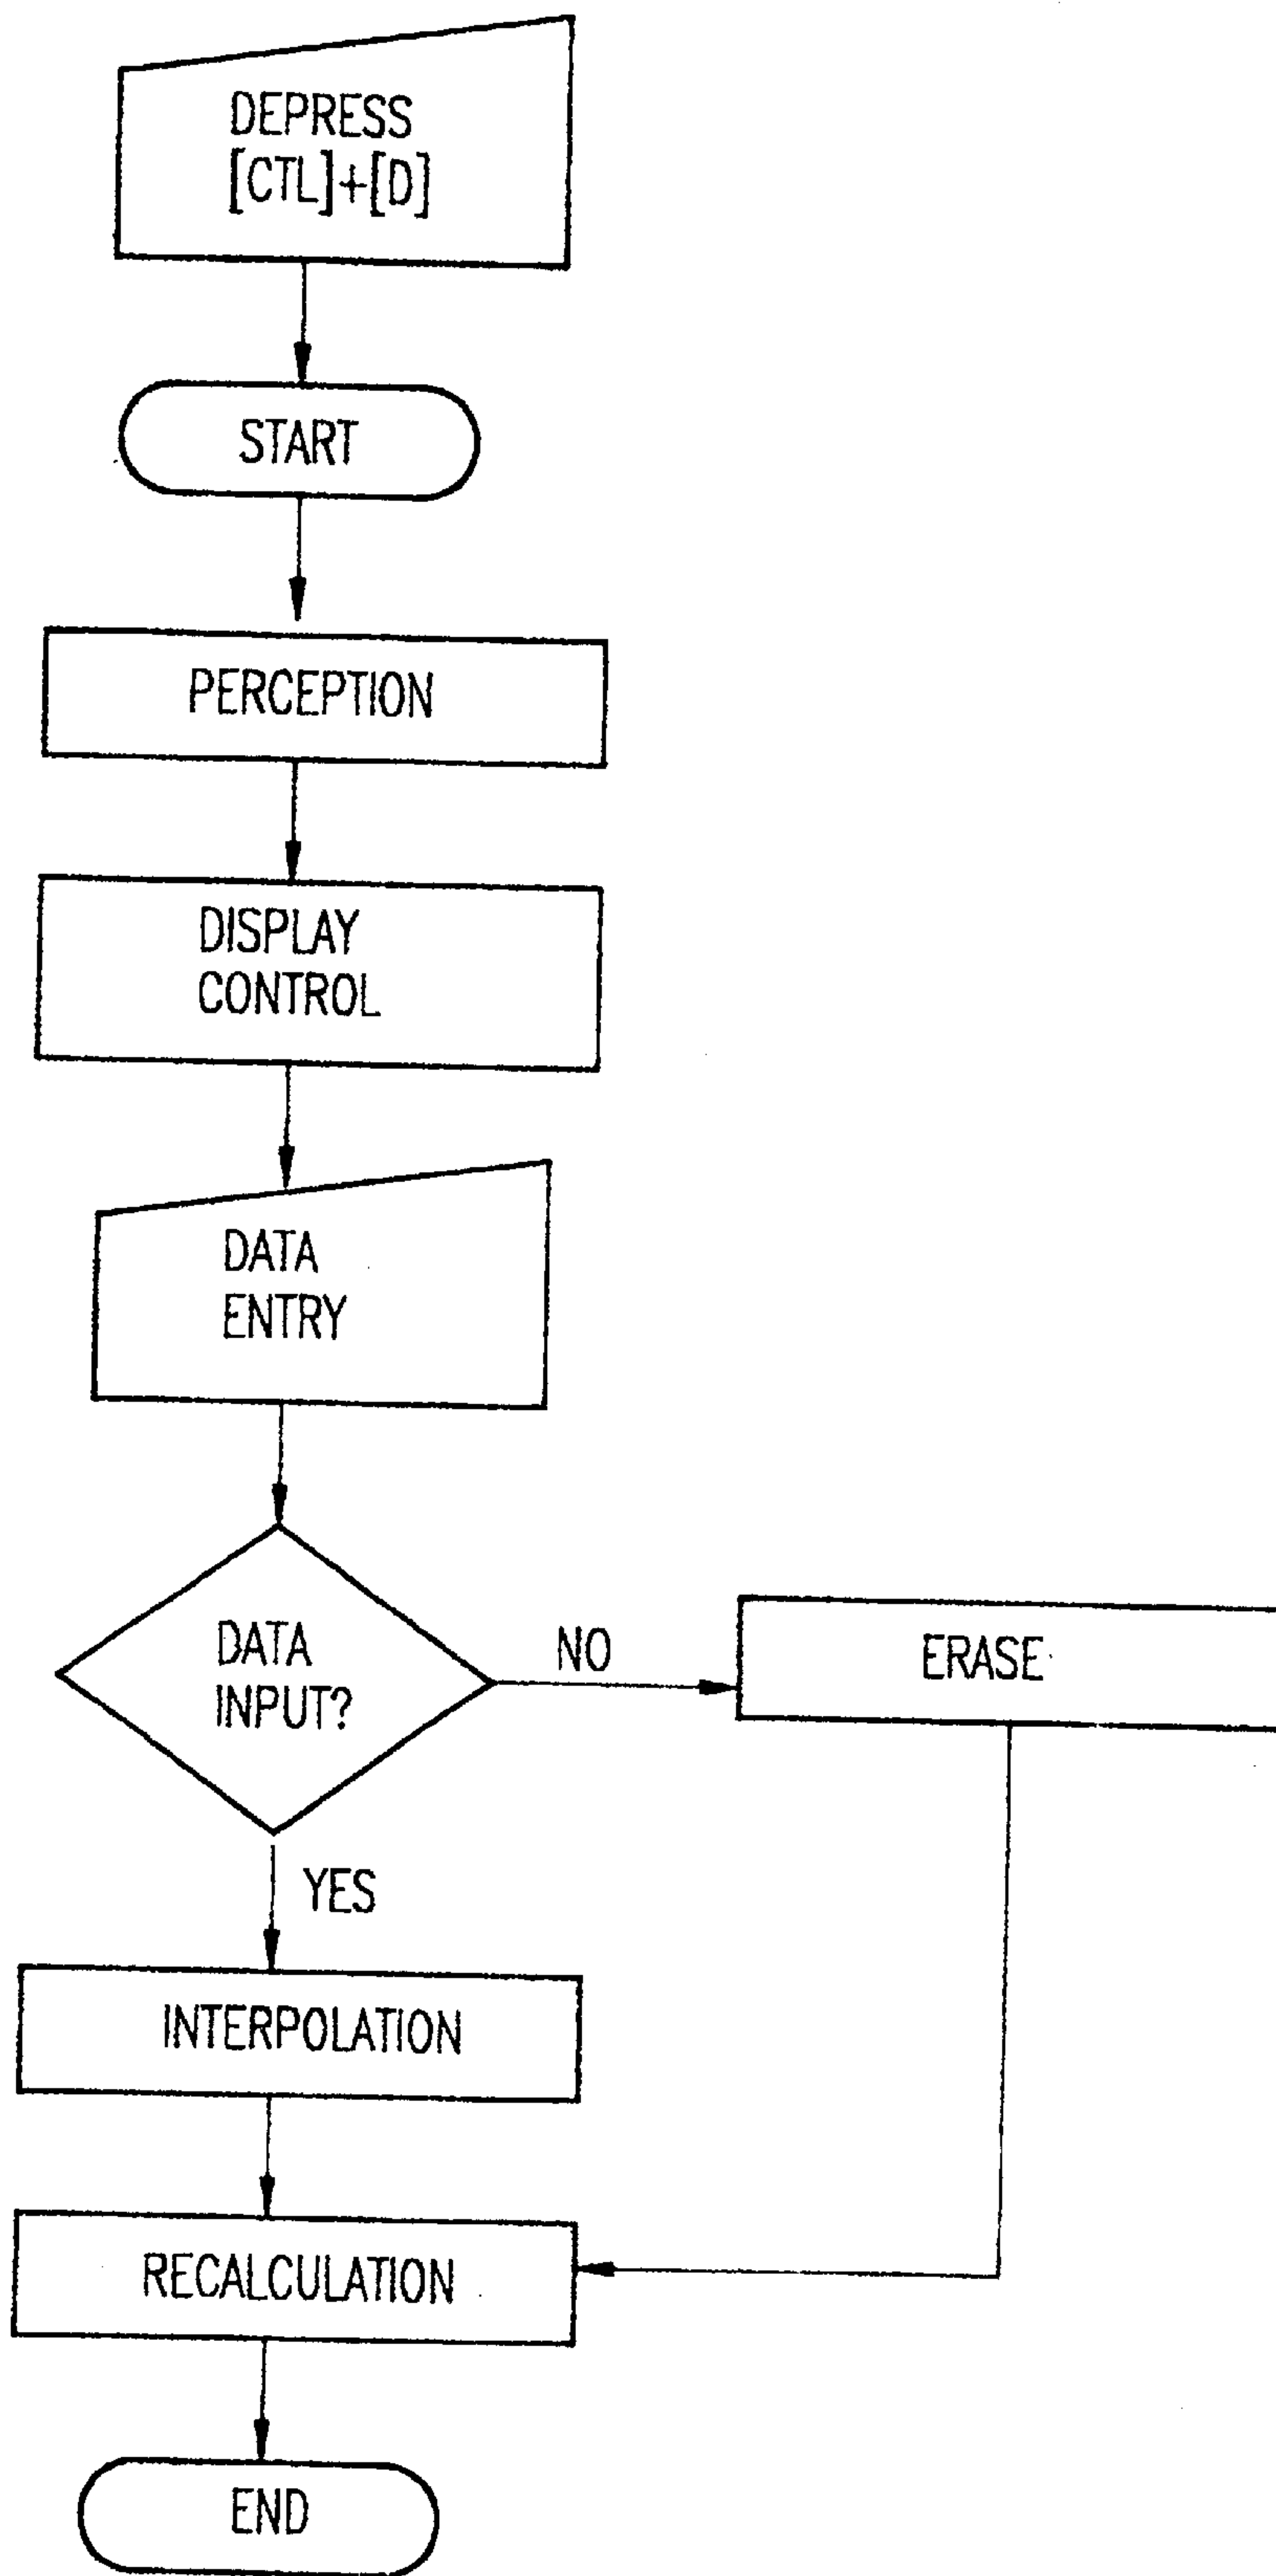 DEPRESS
[CTL]+[D]
START
PERCEPTION
DISPLAY
CONTROL
DATA
ENTRY
DATA
INPUT?
NO
ERASE
YES
INTERPOLATION
RECALCULATION
END